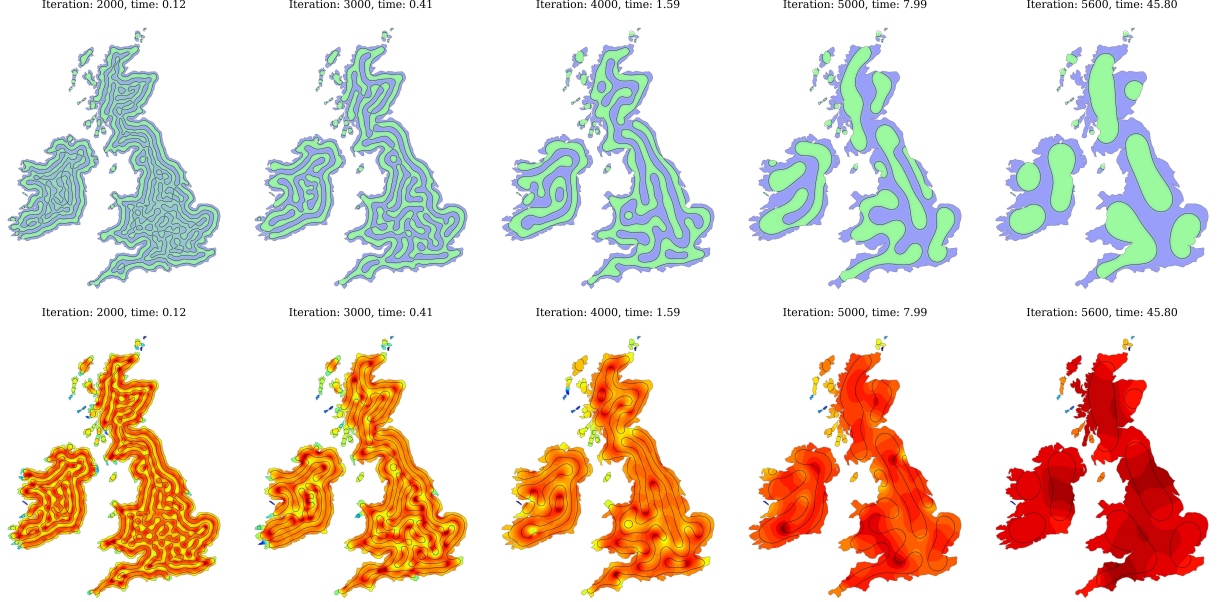 Iteration: 2000, time: 0.12
Iteration: 3000, time: 0.41
Iteration: 4000, time: 1.59
Iteration: 5000, time: 7.99
Iteration: 5600, time: 45.80
Iteration: 2000, time: 0.12
Iteration: 3000, time: 0.41
Iteration: 4000, time: 1.59
Iteration: 5000, time: 7.99
Iteration: 5600, time: 45.80